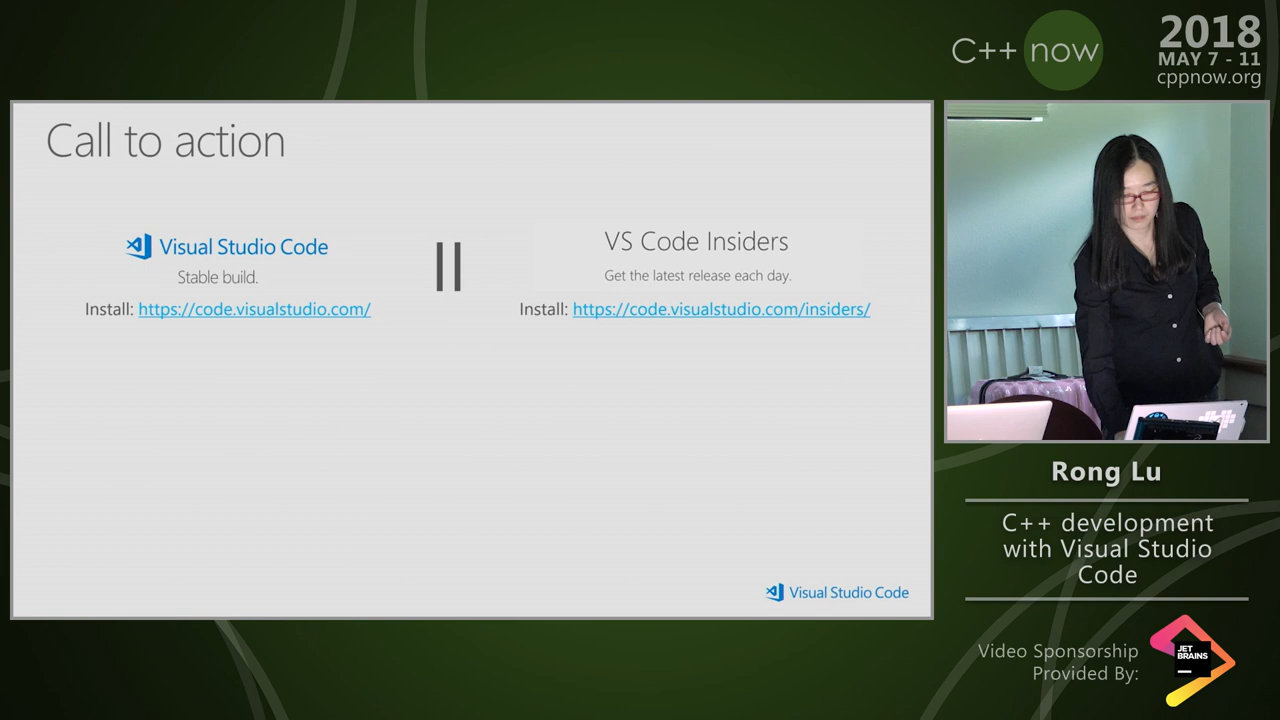 C++ now
2018
MAY 7 - 11
cppnow.org
Call to action
Visual Studio Code
Stable build.
Install: https://code.visualstudio.com/
||
VS Code Insiders
Get the latest release each day.
Install: https://code.visualstudio.com/insiders/
Visual Studio Code
Rong Lu
C++ development
with Visual Studio
Code
Video Sponsorship
Provided By:
JET
BRAINS